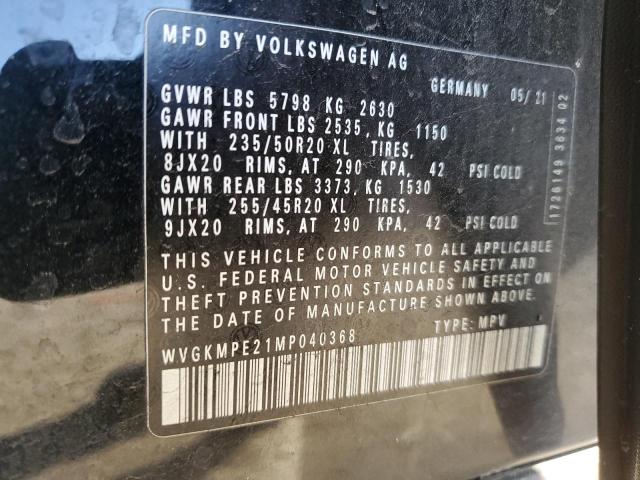 MFD BY VOLKSWAGEN AG
GERMANY 05/21
GVWR LBS 5798 KG 2630
GAWR FRONT LBS 2535, KG 1150
WITH 235/50R20 XL TIRES,
8JX20 RIMS, AT 290 KPA, 42 PSI COLD
GAWR REAR LBS 3373, KG 1530
WITH 255/45R20 XL TIRES,
9JX20 RIMS, AT 290 KPA, 42 PSI COLD
THIS VEHICLE CONFORMS TO ALL APPLICABLE
U.S. FEDERAL MOTOR VEHICLE SAFETY AND
THEFT PREVENTION STANDARDS IN EFFECT ON
THE DATE OF MANUFACTURE SHOWN ABOVE.
WVGKMPE21MP040368 TYPE: MPV
1726149 3634 02